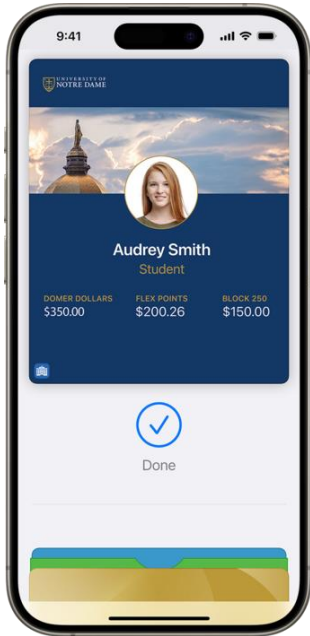 9:41
UNIVERSITY OF
NOTRE DAME
Audrey Smith
Student
DOMER DOLLARS FLEX POINTS BLOCK 250
$350.00 $200.26 $150.00
Done